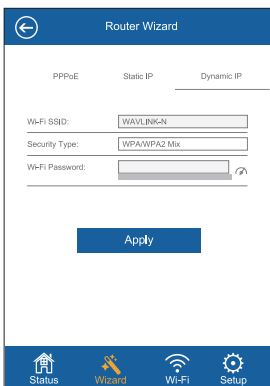 Router Wizard
PPPoE Static IP Dynamic IP
Wi-Fi SSID: WAVLINK-N
Security Type: WPA/WPA2 Mix
Wi-Fi Password:
Apply
Status Wizard Wi-Fi Setup